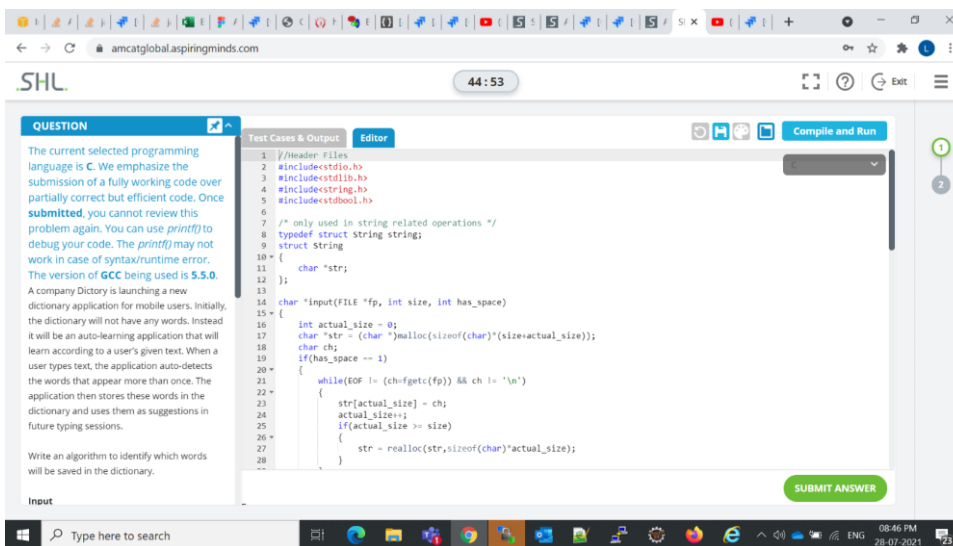 amcatglobal.aspiringminds.com
SHL.
44:53
Exit
QUESTION
The current selected programming
language is C. We emphasize the
submission of a fully working code over
partially correct but efficient code. Once
submitted, you cannot review this
problem again. You can use printf() to
debug your code. The printf() may not
work in case of syntax/runtime error.
The version of GCC being used is 5.5.0.
A company Dictory is launching a new
dictionary application for mobile users. Initially,
the dictionary will not have any words. Instead
it will be an auto-learning application that will
learn according to a user's given text. When a
user types text, the application auto-detects
the words that appear more than once. The
application then stores these words in the
dictionary and uses them as suggestions in
future typing sessions.
Write an algorithm to identify which words
will be saved in the dictionary.
Input
Test Cases & Output
Editor
Compile and Run
C
1 //Header Files
2 #include<stdio.h>
3 #include<stdlib.h>
4 #include<string.h>
5 #include<stdbool.h>
6
7 /* only used in string related operations */
8 typedef struct String string;
9 struct String
10 {
11 char *str;
12 };
13
14 char *input(FILE *fp, int size, int has_space)
15 {
16 int actual_size = 0;
17 char *str = (char *)malloc(sizeof(char)*(size+actual_size));
18 char ch;
19 if(has_space == 1)
20 {
21 while(EOF != (ch=fgetc(fp)) && ch != '\n')
22 {
23 str[actual_size] = ch;
24 actual_size++;
25 if(actual_size >= size)
26 {
27 str = realloc(str,sizeof(char)*actual_size);
28 }
SUBMIT ANSWER
1
2
Type here to search
ENG
08:46 PM
28-07-2021
23